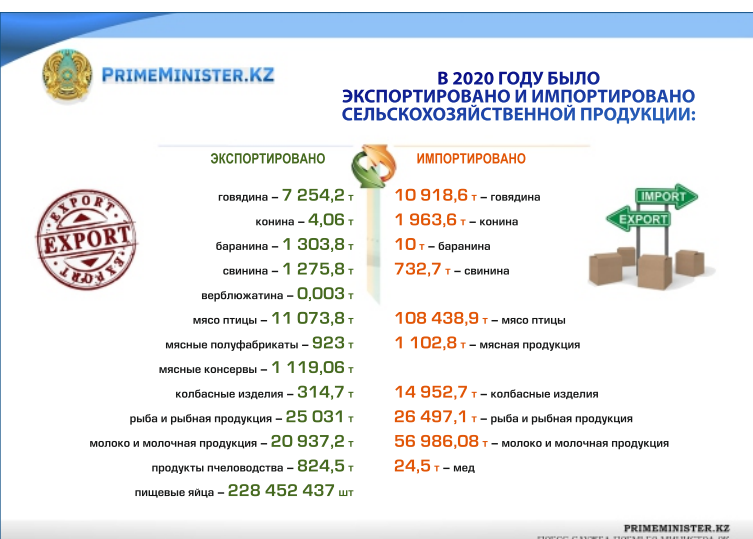 PRIMEMINISTER.KZ
В 2020 ГОДУ БЫЛО
ЭКСПОРТИРОВАНО И ИМПОРТИРОВАНО
СЕЛЬСКОХОЗЯЙСТВЕННОЙ ПРОДУКЦИИ:
ЭКСПОРТИРОВАНО
говядина – 7 254,2 т
конина – 4,06 т
баранина – 1 303,8 т
свинина – 1 275,8 т
верблюжатина – 0,003 т
мясо птицы – 11 073,8 т
мясные полуфабрикаты – 923 т
мясные консервы – 1 119,06 т
колбасные изделия – 314,7 т
рыба и рыбная продукция – 25 031 т
молоко и молочная продукция – 20 937,2 т
продукты пчеловодства – 824,5 т
пищевые яйца – 228 452 437 шт
ИМПОРТИРОВАНО
10 918,6 т – говядина
1 963,6 т – конина
10 т – баранина
732,7 т – свинина
108 438,9 т – мясо птицы
1 102,8 т – мясная продукция
14 952,7 т – колбасные изделия
26 497,1 т – рыба и рыбная продукция
56 986,08 т – молоко и молочная продукция
24,5 т – мед
EXPORT
EXPORT
EXPORT
IMPORT
EXPORT
PRIMEMINISTER.KZ